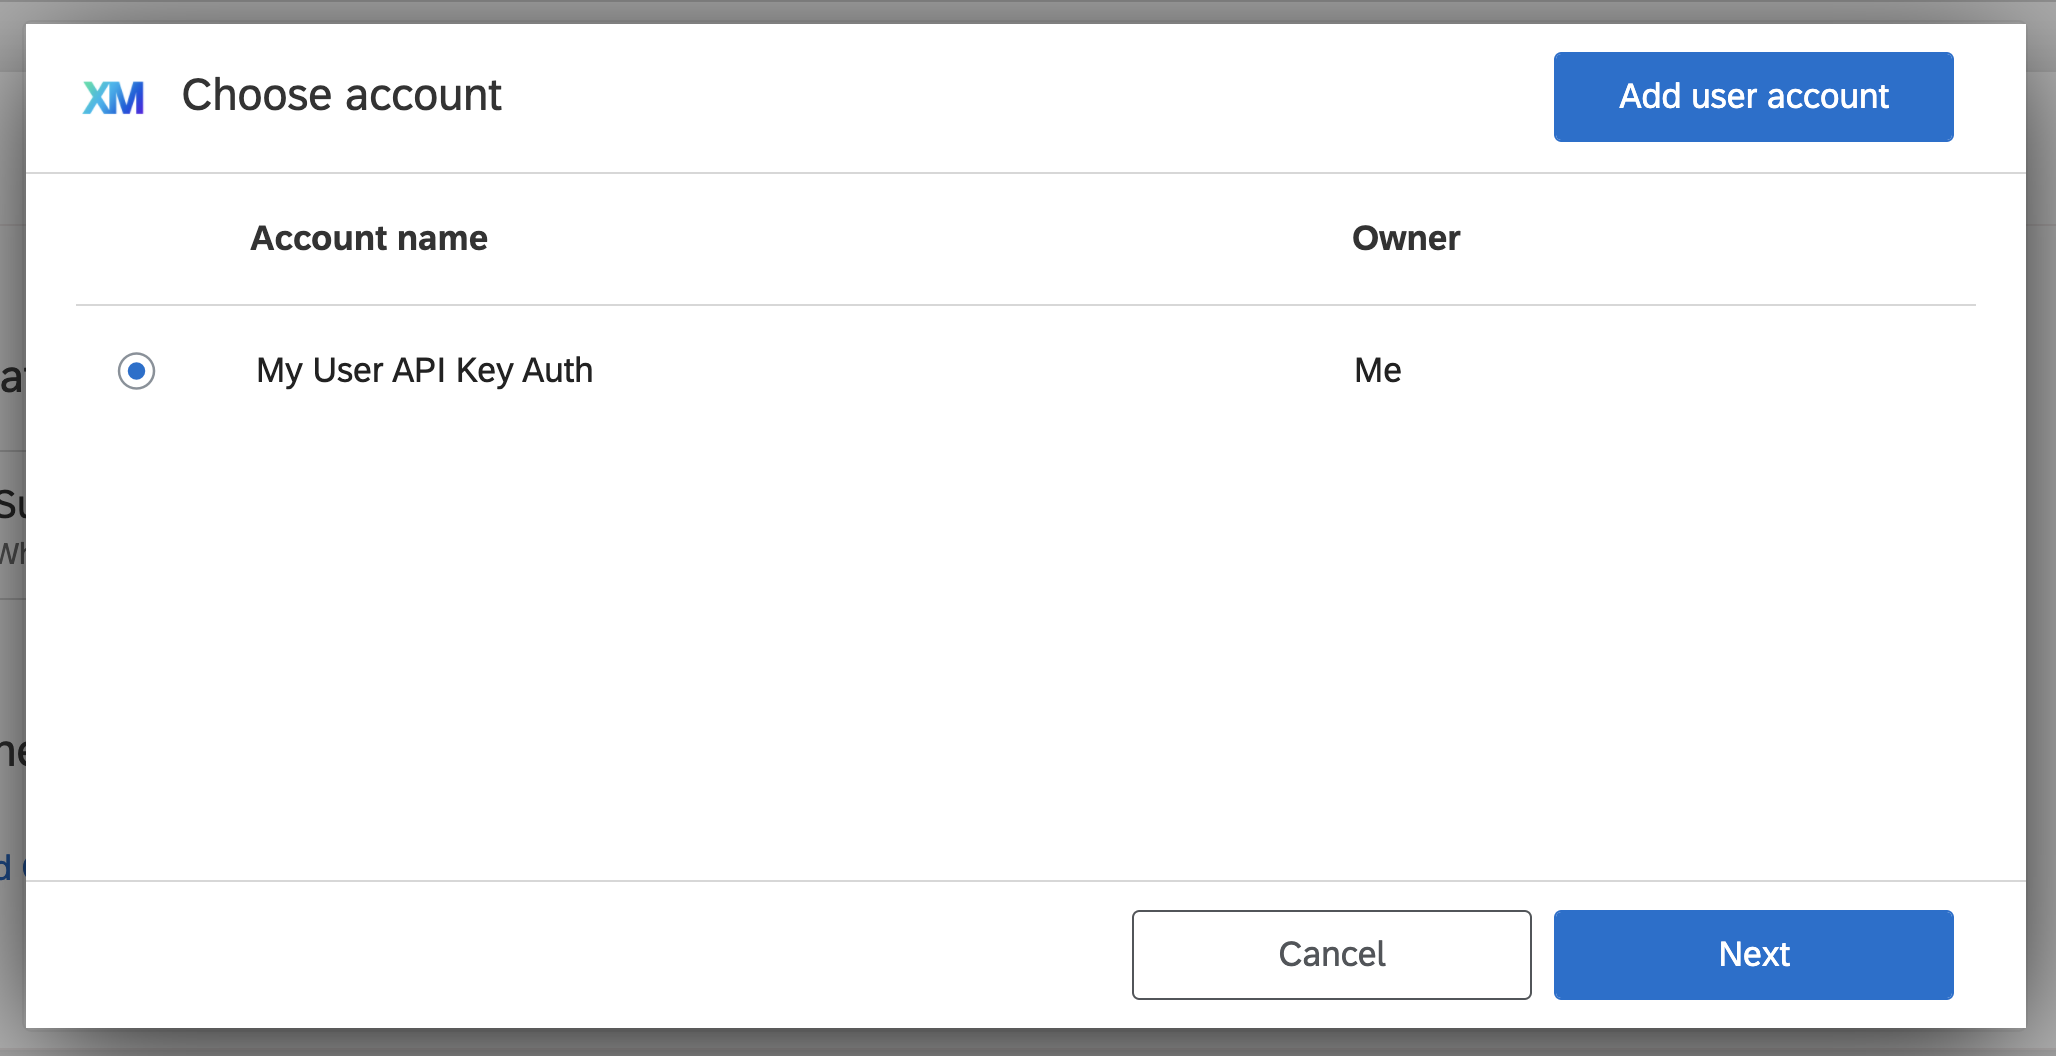 XM Choose account
Add user account
Account name Owner
My User API Key Auth Me
Cancel Next